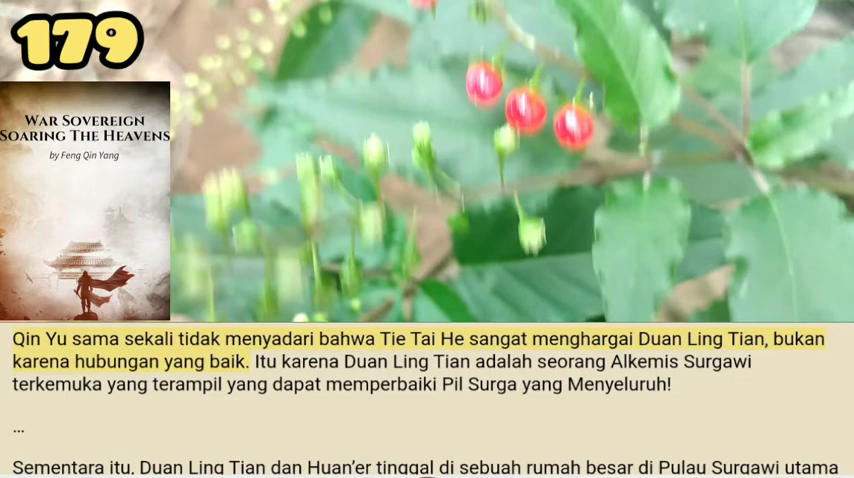 179
WAR SOVEREIGN
SOARING THE HEAVENS
by Feng Qin Yang
Qin Yu sama sekali tidak menyadari bahwa Tie Tai He sangat menghargai Duan Ling Tian, bukan
karena hubungan yang baik. Itu karena Duan Ling Tian adalah seorang Alkemis Surgawi
terkemuka yang terampil yang dapat memperbaiki Pil Surga yang Menyeluruh!
...
Sementara itu, Duan Ling Tian dan Huan’er tinggal di sebuah rumah besar di Pulau Surgawi utama